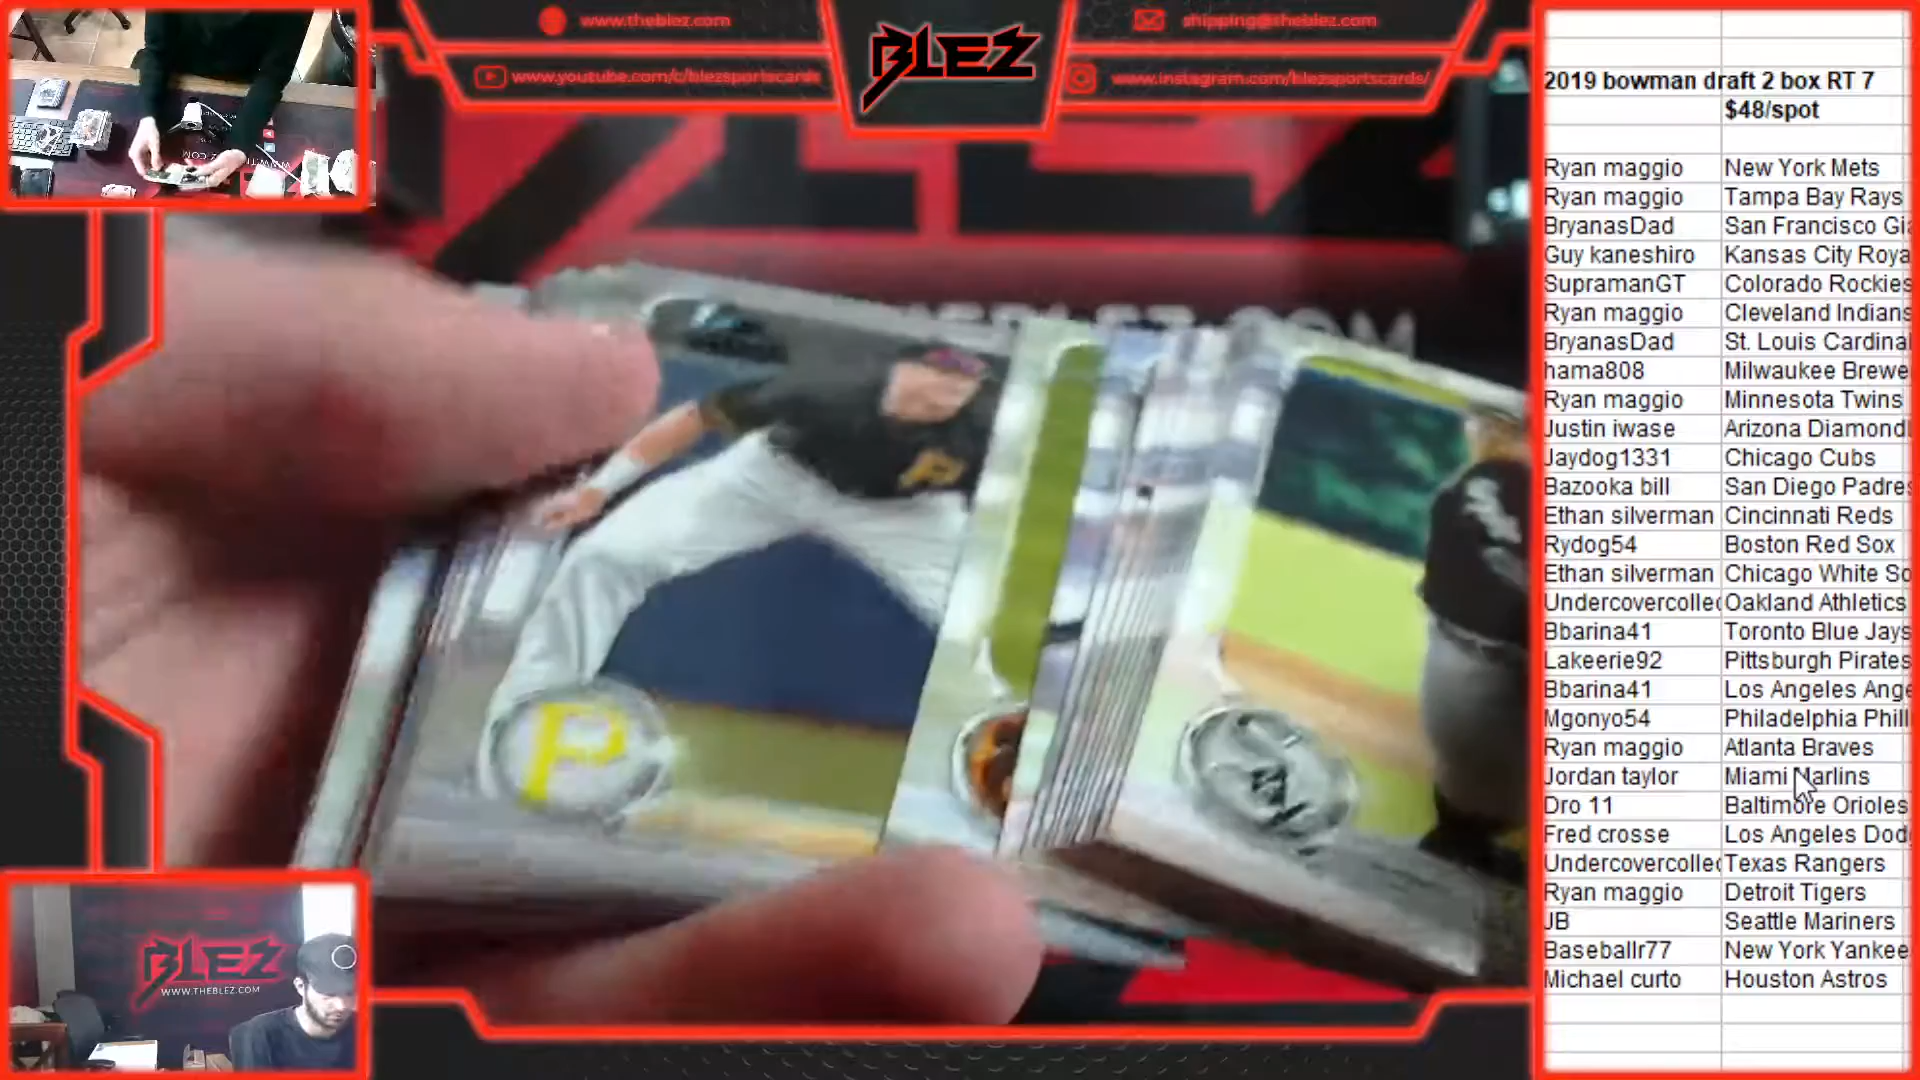 www.theblez.com
BLEZ
shipping@theblez.com
www.youtube.com/c/blezsportscards
www.instagram.com/blezsportscards/
2019 bowman draft 2 box RT 7
$48/spot
Ryan maggio New York Mets
Ryan maggio Tampa Bay Rays
BryanasDad San Francisco Gia
Guy kaneshiro Kansas City Roya
SupramanGT Colorado Rockies
Ryan maggio Cleveland Indians
BryanasDad St. Louis Cardinal
hama808 Milwaukee Brewe
Ryan maggio Minnesota Twins
Justin iwase Arizona Diamond
Jaydog1331 Chicago Cubs
Bazooka bill San Diego Padres
Ethan silverman Cincinnati Reds
Rydog54 Boston Red Sox
Ethan silverman Chicago White So
Undercovercollec Oakland Athletics
Bbarina41 Toronto Blue Jays
Lakeerie92 Pittsburgh Pirates
Bbarina41 Los Angeles Ange
Mgonyo54 Philadelphia Phill
Ryan maggio Atlanta Braves
Jordan taylor Miami Marlins
Dro 11 Baltimore Orioles
Fred crosse Los Angeles Dod
Undercovercollec Texas Rangers
Ryan maggio Detroit Tigers
JB Seattle Mariners
Baseballr77 New York Yankee
Michael curto Houston Astros
P
BLEZ
WWW.THEBLEZ.COM